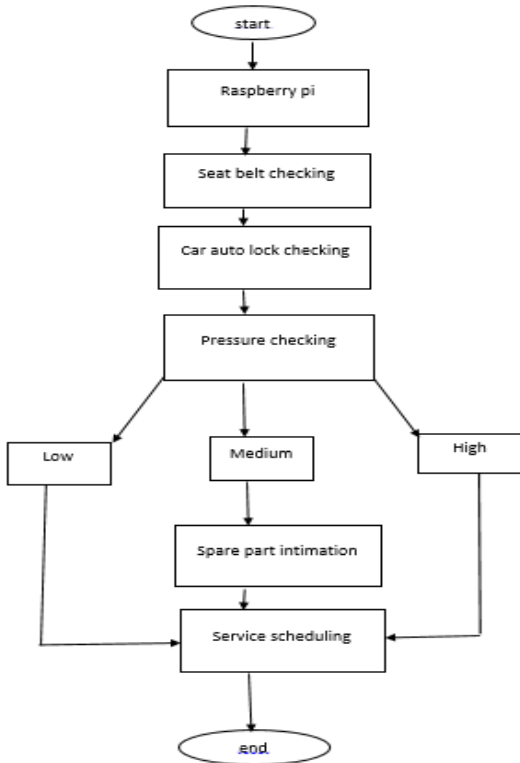 start
Raspberry pi
Seat belt checking
Car auto lock checking
Pressure checking
Low
Medium
High
Spare part intimation
Service scheduling
end